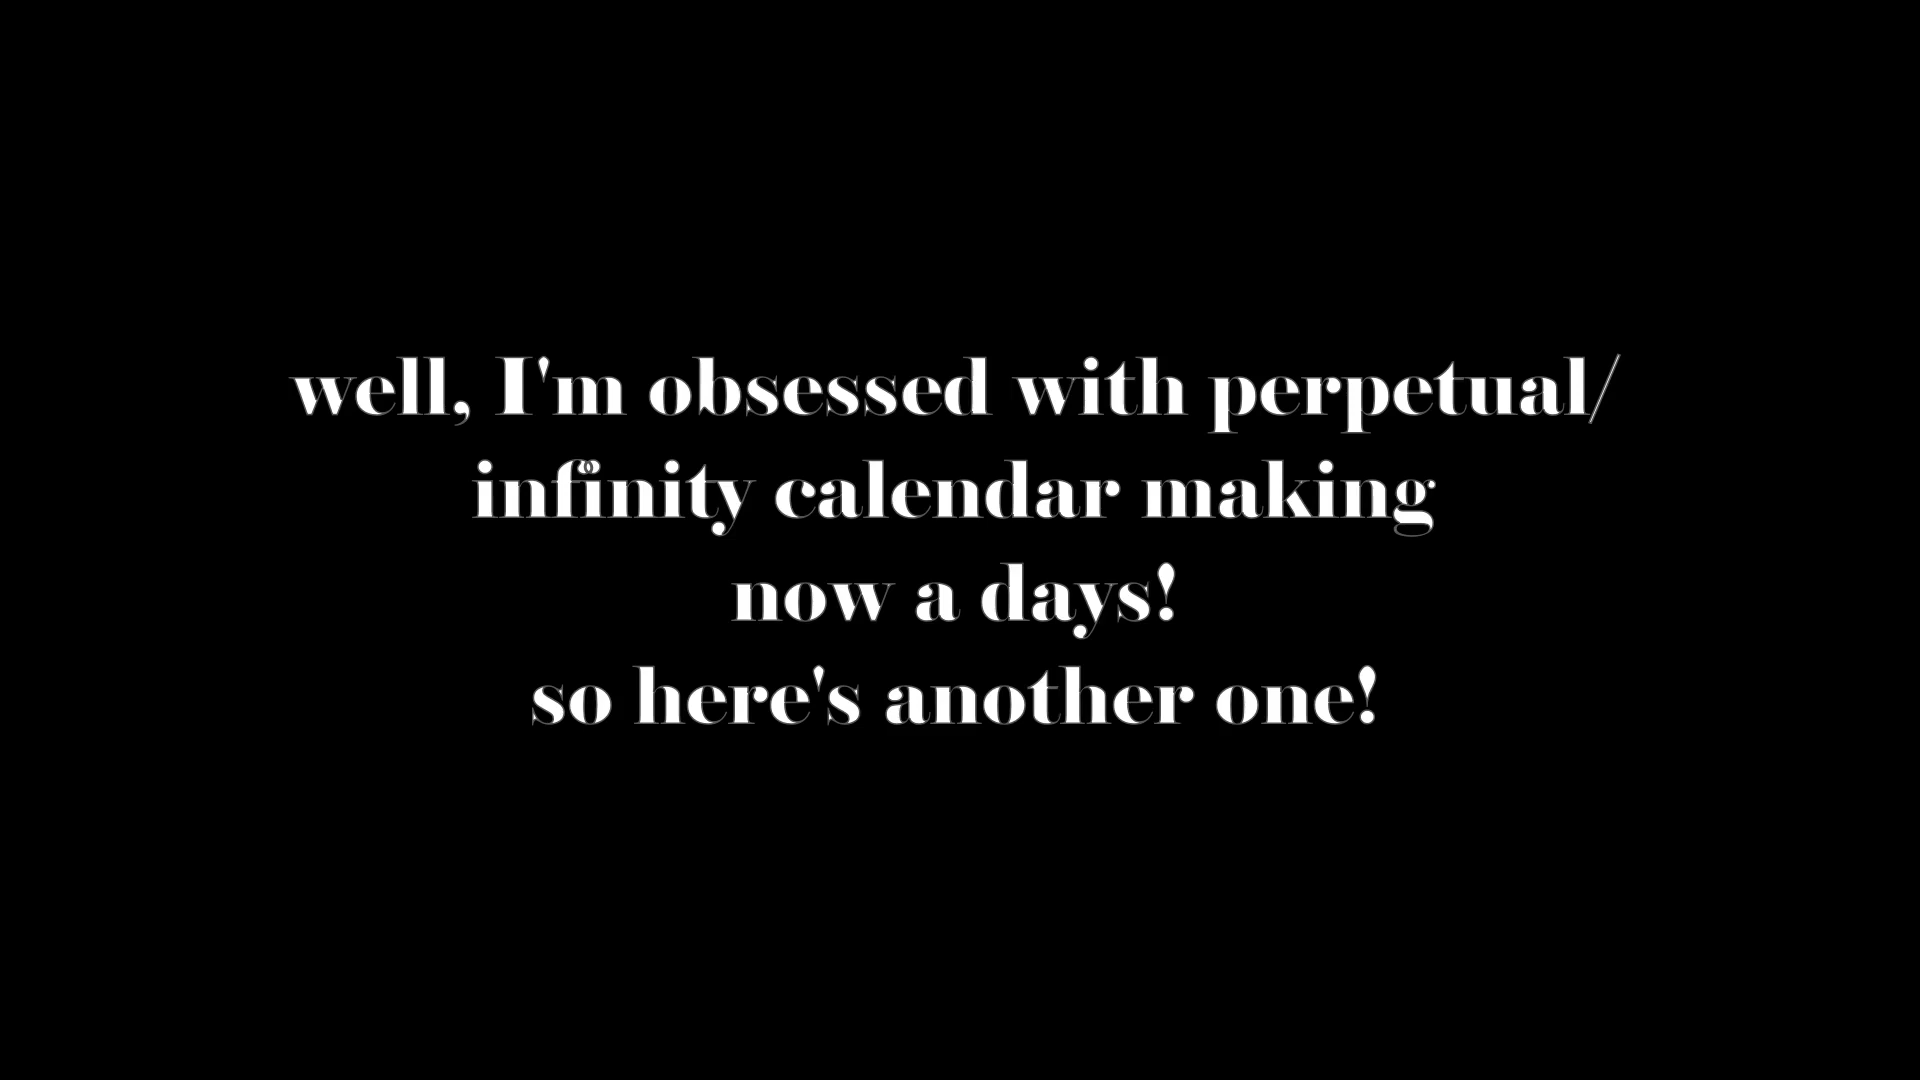 well, I'm obsessed with perpetual/
infinity calendar making
now a days!
so here's another one!